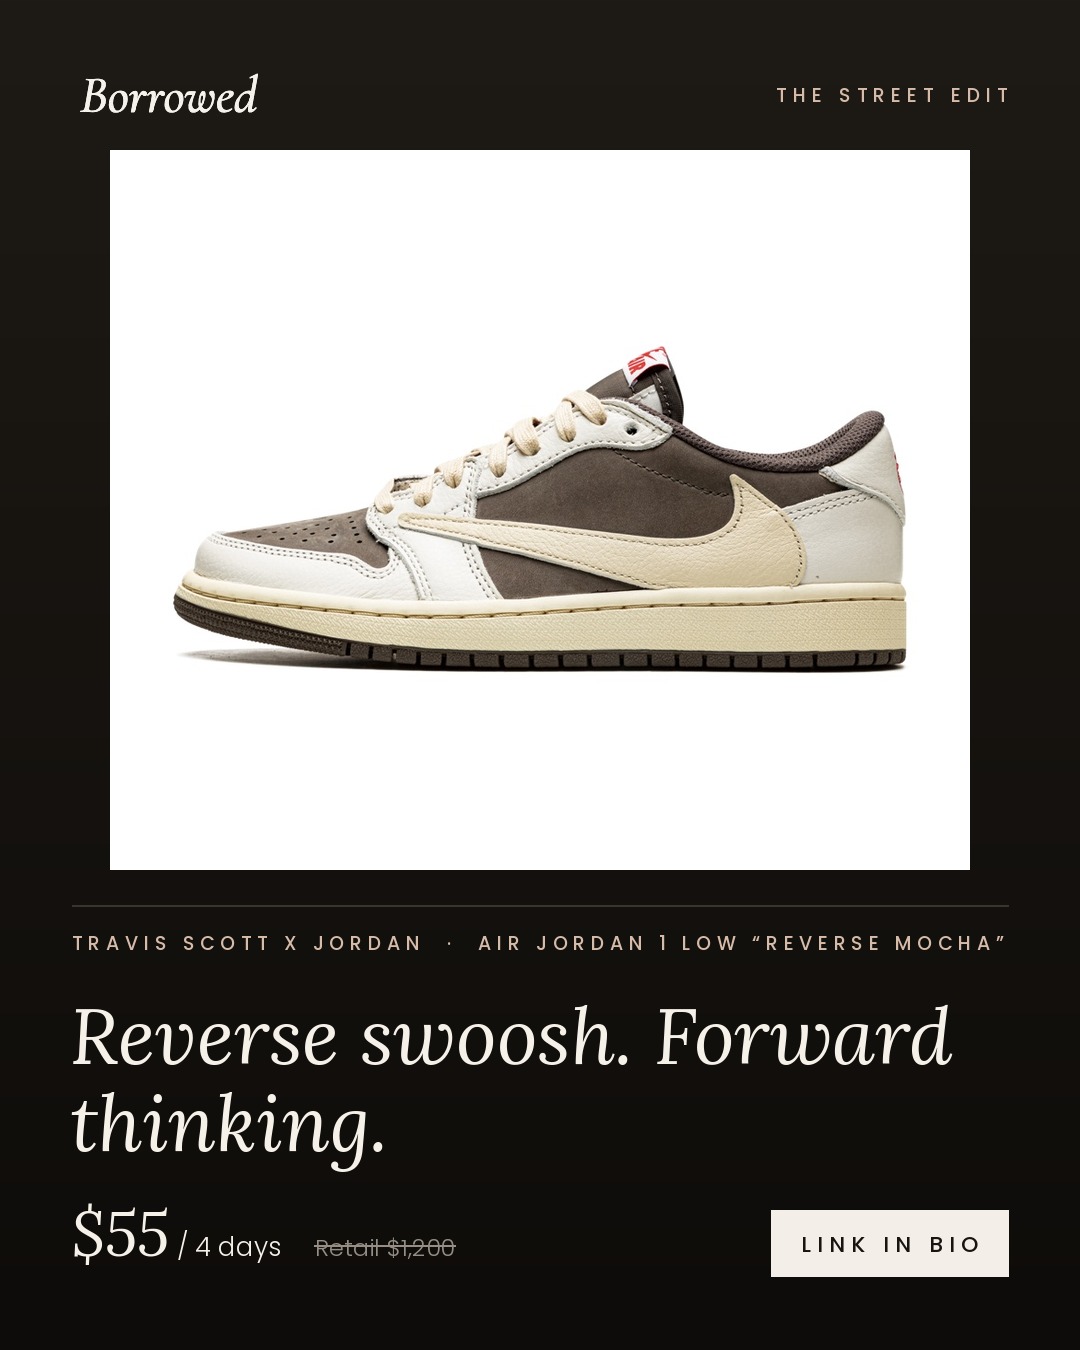 Borrowed
THE STREET EDIT
AIR
TRAVIS SCOTT X JORDAN · AIR JORDAN 1 LOW “REVERSE MOCHA”
Reverse swoosh. Forward
thinking.
$55 / 4 days Retail $1,200
LINK IN BIO